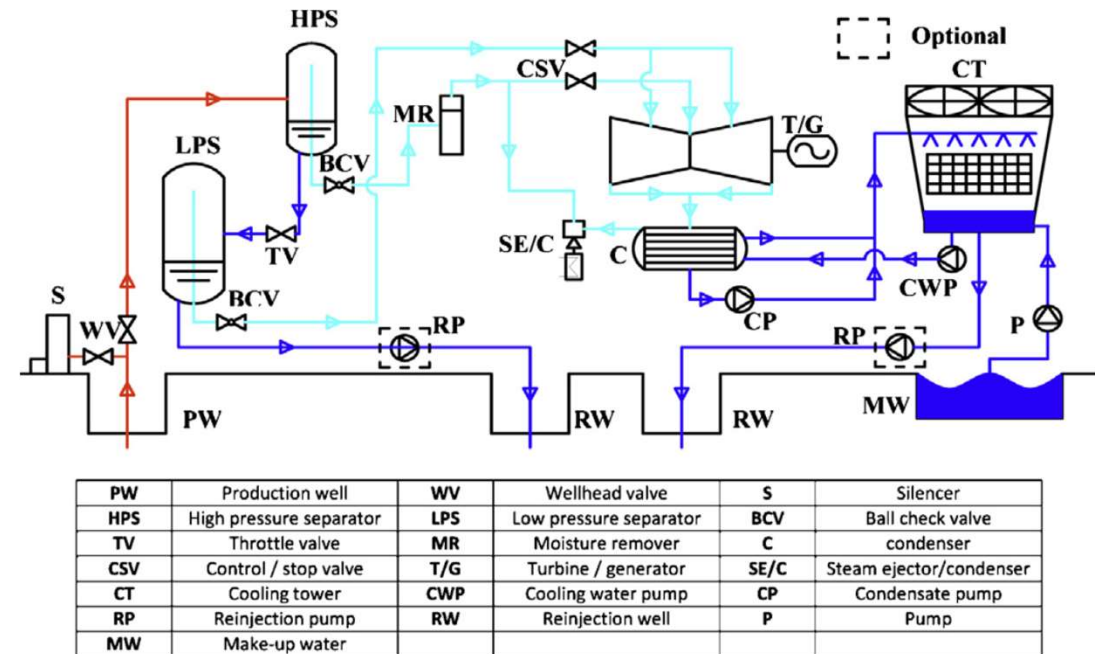 HPS
Optional
CT
CSV
MR
T/G
LPS
BCV
TV
SE/C
C
CWP
S
WV
BCV
RP
CP
RP
P
PW
RW
RW
MW
PW Production well WV Wellhead valve S Silencer
HPS High pressure separator LPS Low pressure separator BCV Ball check valve
TV Throttle valve MR Moisture remover C condenser
CSV Control / stop valve T/G Turbine / generator SE/C Steam ejector/condenser
CT Cooling tower CWP Cooling water pump CP Condensate pump
RP Reinjection pump RW Reinjection well P Pump
MW Make-up water